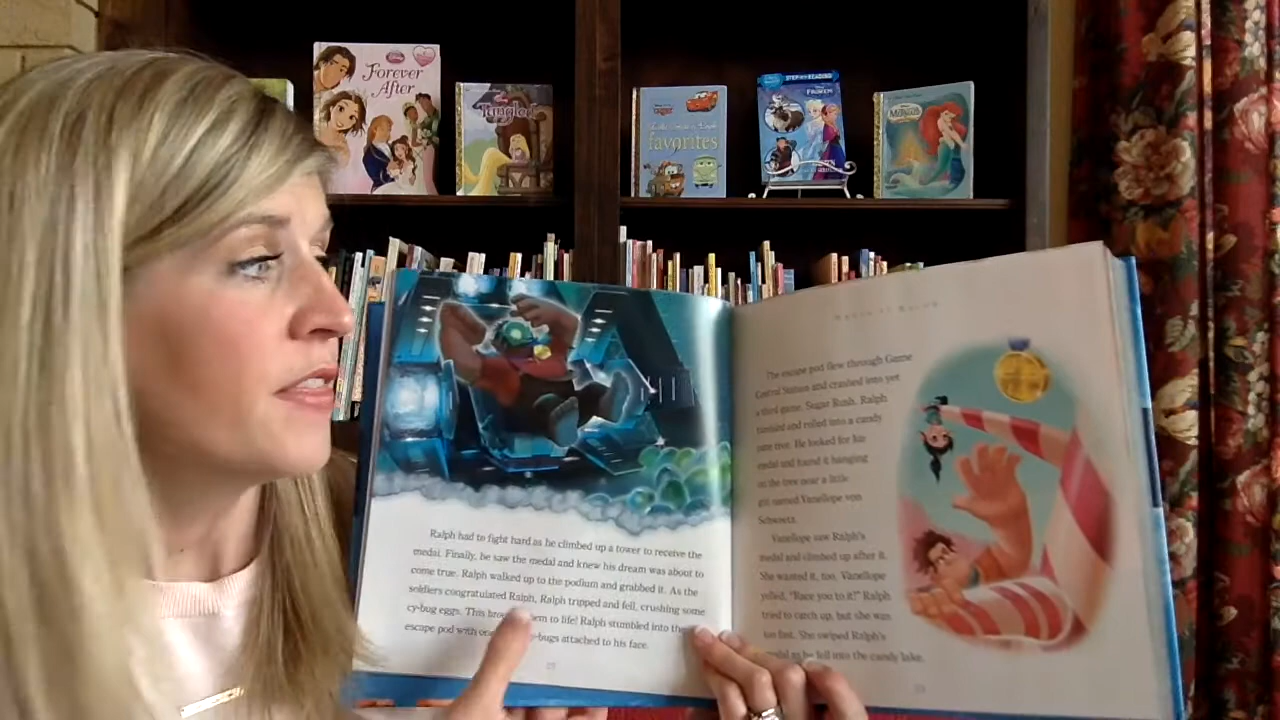 Forever
After
Tangled
favorites
STEP INTO READING
FROZEN
MERMAID
Ralph had to fight hard as he climbed up a tower to receive the
medal. Finally, he saw the medal and knew his dream was about to
come true. Ralph walked up to the podium and grabbed it. As the
soldiers congratulated Ralph, Ralph tripped and fell, crushing some
cy-bug eggs. This them to life! Ralph stumbled into the
escape pod with one -bugs attached to his face.
The escape pod flew through Game
Central Station and crashed into yet
a third game, Sugar Rush. Ralph
tumbled and rolled into a candy
cane tree. He looked for his
medal and found it hanging
on the tree near a little
girl named Vanellope von
Schweetz.
Vanellope saw Ralph's
medal and climbed up after it.
She wanted it, too. Vanellope
yelled, "Race you to it!" Ralph
tried to catch up, but she was
too fast. She swiped Ralph's
medal as he fell into the candy lake.